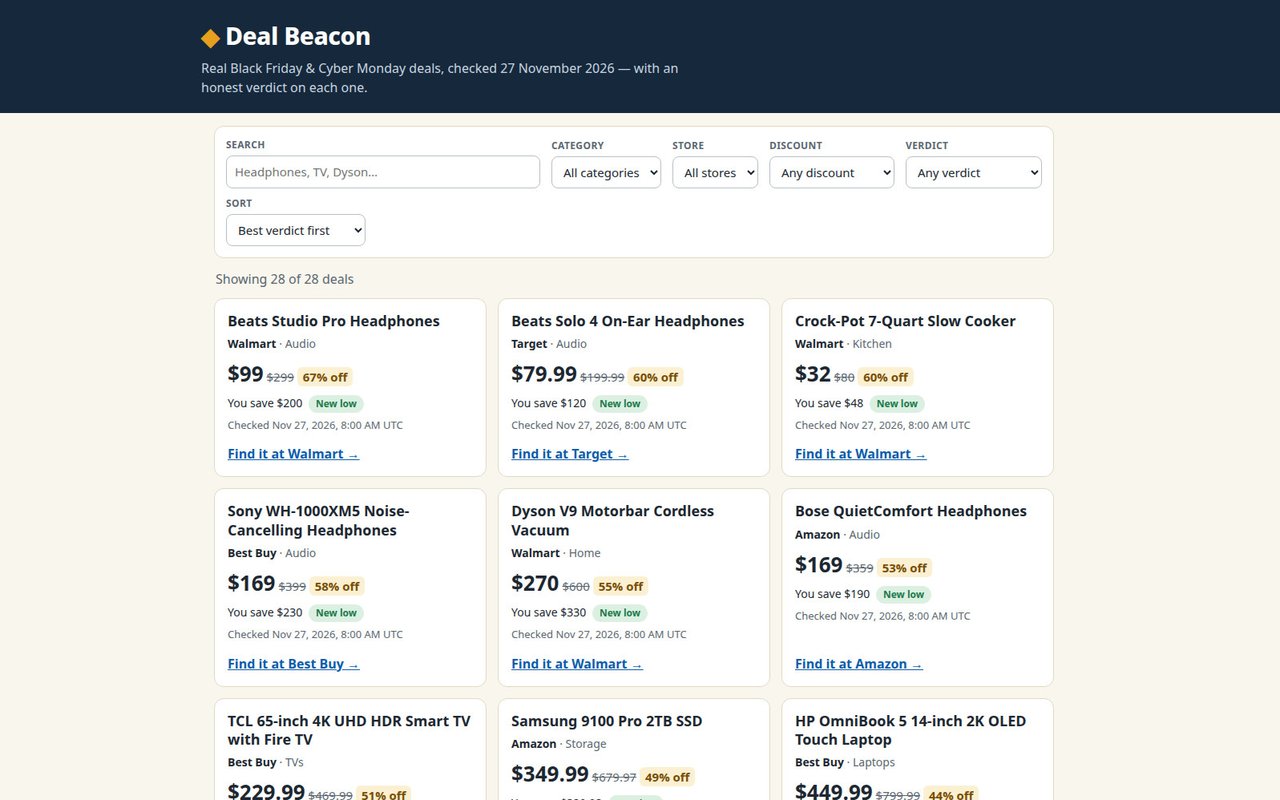 ◆ Deal Beacon
Real Black Friday & Cyber Monday deals, checked 27 November 2026 — with an
honest verdict on each one.
SEARCH
CATEGORY
STORE
DISCOUNT
VERDICT
Headphones, TV, Dyson...
All categories
All stores
Any discount
Any verdict
SORT
Best verdict first
Showing 28 of 28 deals
Beats Studio Pro Headphones
Walmart · Audio
$99 $299 67% off
You save $200 New low
Checked Nov 27, 2026, 8:00 AM UTC
Find it at Walmart →
Beats Solo 4 On-Ear Headphones
Target · Audio
$79.99 $199.99 60% off
You save $120 New low
Checked Nov 27, 2026, 8:00 AM UTC
Find it at Target →
Crock-Pot 7-Quart Slow Cooker
Walmart · Kitchen
$32 $80 60% off
You save $48 New low
Checked Nov 27, 2026, 8:00 AM UTC
Find it at Walmart →
Sony WH-1000XM5 Noise-
Cancelling Headphones
Best Buy · Audio
$169 $399 58% off
You save $230 New low
Checked Nov 27, 2026, 8:00 AM UTC
Find it at Best Buy →
Dyson V9 Motorbar Cordless
Vacuum
Walmart · Home
$270 $600 55% off
You save $330 New low
Checked Nov 27, 2026, 8:00 AM UTC
Find it at Walmart →
Bose QuietComfort Headphones
Amazon · Audio
$169 $359 53% off
You save $190 New low
Checked Nov 27, 2026, 8:00 AM UTC
Find it at Amazon →
TCL 65-inch 4K UHD HDR Smart TV
with Fire TV
Best Buy · TVs
$229.99 $469.99 51% off
Samsung 9100 Pro 2TB SSD
Amazon · Storage
$349.99 $679.97 49% off
HP OmniBook 5 14-inch 2K OLED
Touch Laptop
Best Buy · Laptops
$449.99 $799.99 44% off